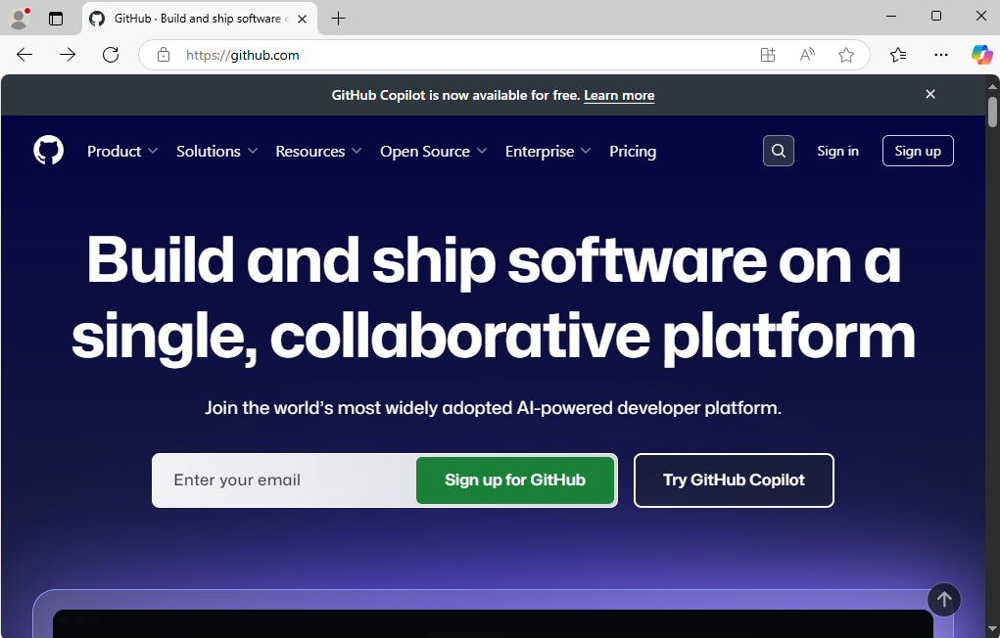 GitHub · Build and ship software
https://github.com
GitHub Copilot is now available for free. Learn more
Product Solutions Resources Open Source Enterprise Pricing Sign in Sign up
Build and ship software on a
single, collaborative platform
Join the world's most widely adopted AI-powered developer platform.
Enter your email Sign up for GitHub Try GitHub Copilot